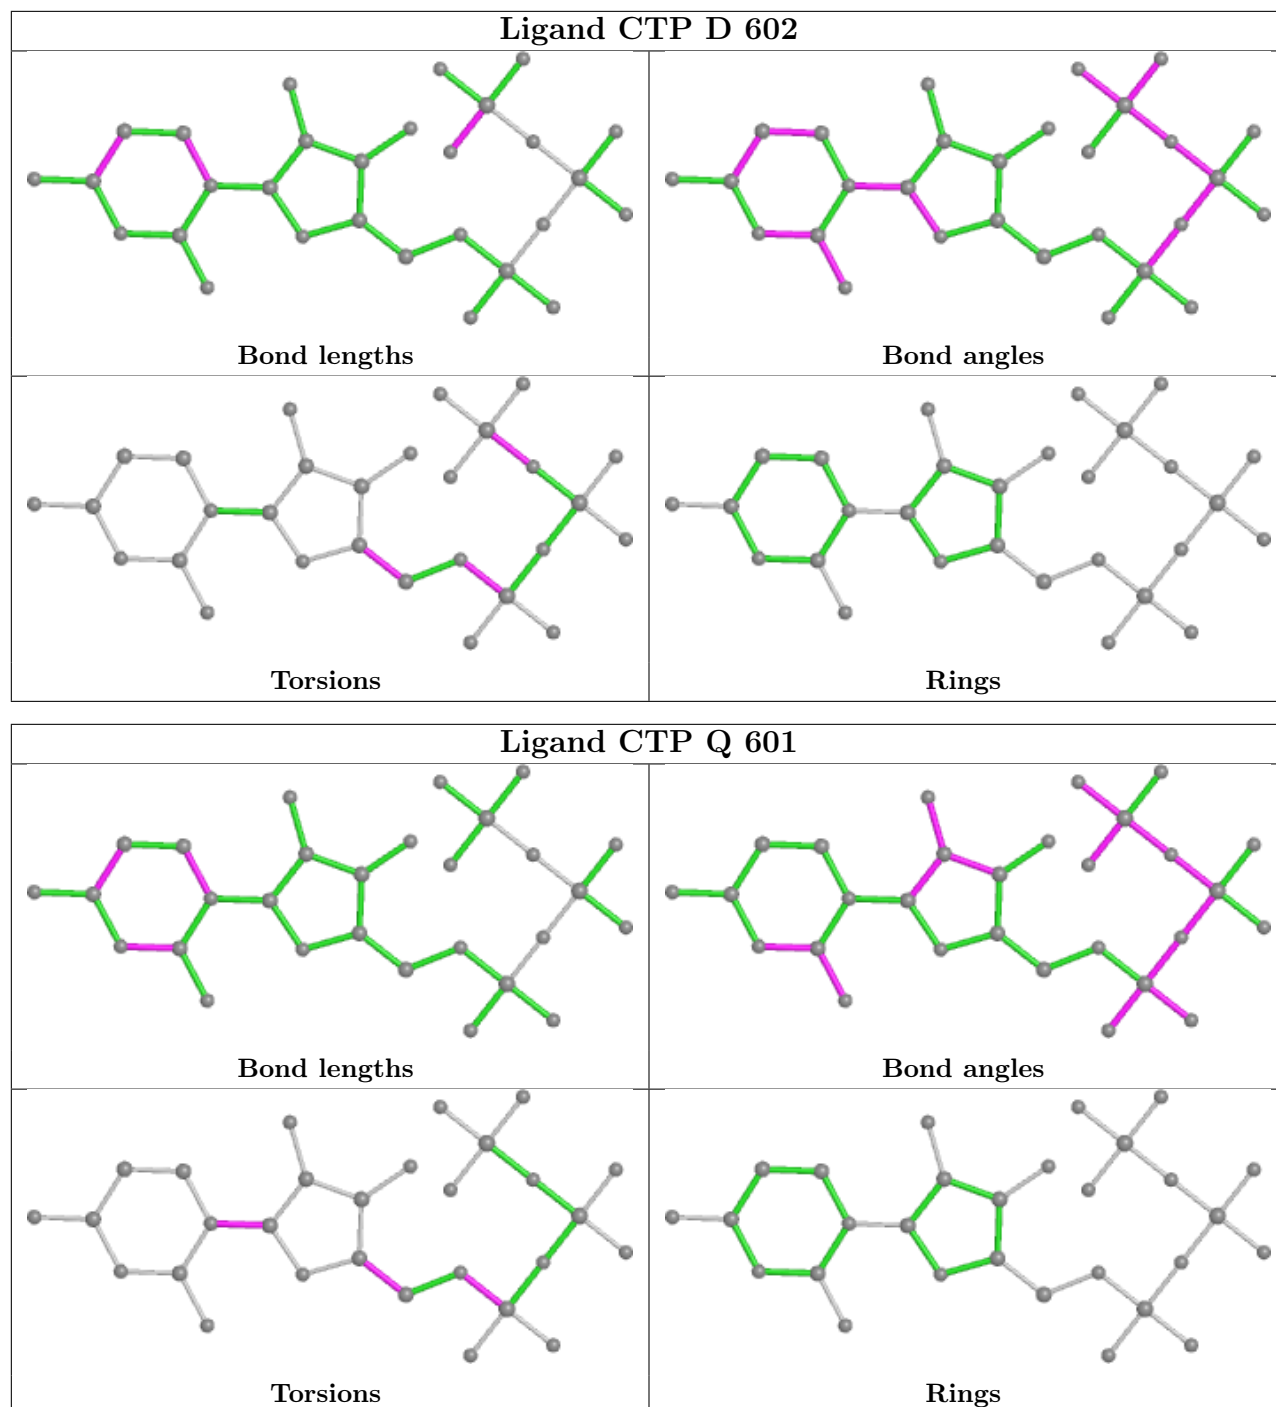 Ligand CTP D 602
Bond lengths
Bond angles
Torsions
Rings
Ligand CTP Q 601
Bond lengths
Bond angles
Torsions
Rings